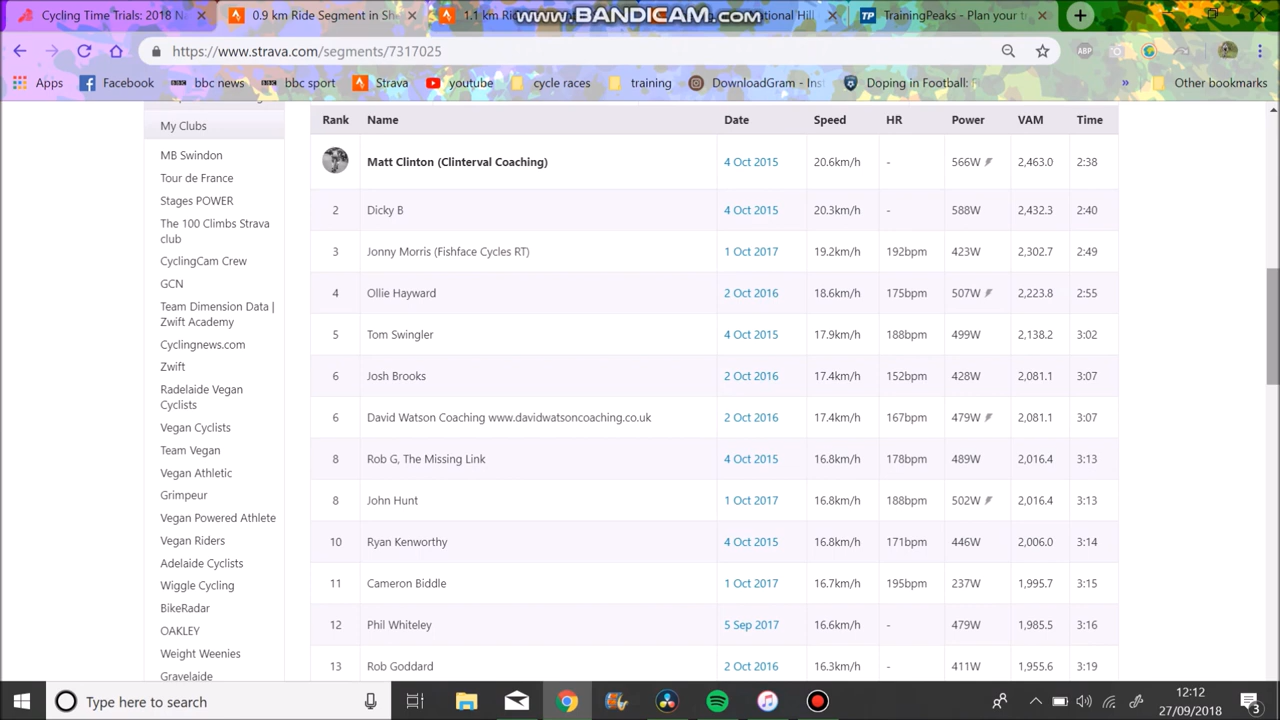 Cycling Time Trials: 2018 Na
0.9 km Ride Segment in She
1.1 km Ri
www.BANDICAM.com
ational Hill
TP TrainingPeaks - Plan your t
https://www.strava.com/segments/7317025
ABP
Apps
Facebook
bbc news
bbc sport
Strava
youtube
cycle races
training
DownloadGram - Inst
Doping in Football: F
»
Other bookmarks
My Clubs
MB Swindon
Tour de France
Stages POWER
The 100 Climbs Strava
club
CyclingCam Crew
GCN
Team Dimension Data |
Zwift Academy
Cyclingnews.com
Zwift
Radelaide Vegan
Cyclists
Vegan Cyclists
Team Vegan
Vegan Athletic
Grimpeur
Vegan Powered Athlete
Vegan Riders
Adelaide Cyclists
Wiggle Cycling
BikeRadar
OAKLEY
Weight Weenies
Gravelaide
Rank Name Date Speed HR Power VAM Time
Matt Clinton (Clinterval Coaching) 4 Oct 2015 20.6km/h - 566W 2,463.0 2:38
2 Dicky B 4 Oct 2015 20.3km/h - 588W 2,432.3 2:40
3 Jonny Morris (Fishface Cycles RT) 1 Oct 2017 19.2km/h 192bpm 423W 2,302.7 2:49
4 Ollie Hayward 2 Oct 2016 18.6km/h 175bpm 507W 2,223.8 2:55
5 Tom Swingler 4 Oct 2015 17.9km/h 188bpm 499W 2,138.2 3:02
6 Josh Brooks 2 Oct 2016 17.4km/h 152bpm 428W 2,081.1 3:07
6 David Watson Coaching www.davidwatsoncoaching.co.uk 2 Oct 2016 17.4km/h 167bpm 479W 2,081.1 3:07
8 Rob G, The Missing Link 4 Oct 2015 16.8km/h 178bpm 489W 2,016.4 3:13
8 John Hunt 1 Oct 2017 16.8km/h 188bpm 502W 2,016.4 3:13
10 Ryan Kenworthy 4 Oct 2015 16.8km/h 171bpm 446W 2,006.0 3:14
11 Cameron Biddle 1 Oct 2017 16.7km/h 195bpm 237W 1,995.7 3:15
12 Phil Whiteley 5 Sep 2017 16.6km/h - 479W 1,985.5 3:16
13 Rob Goddard 2 Oct 2016 16.3km/h - 411W 1,955.6 3:19
Type here to search
12:12
27/09/2018
3